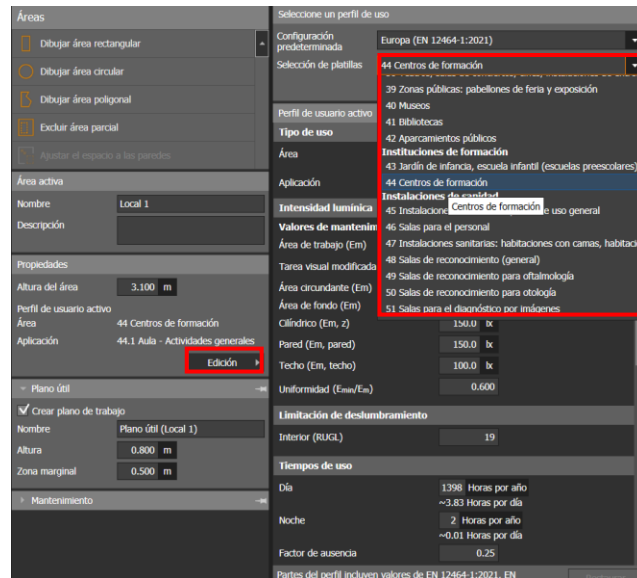 Áreas
Dibujar área rectangular
Dibujar área circular
Dibujar área poligonal
Excluir área parcial
Ajustar el espacio a las paredes
Área activa
Nombre Local 1
Descripción
Propiedades
Altura del área 3.100 m
Perfil de usuario activo
Área 44 Centros de formación
Aplicación 44.1 Aula - Actividades generales
Edición
Plano útil
Crear plano de trabajo
Nombre Plano útil (Local 1)
Altura 0.800 m
Zona marginal 0.500 m
Mantenimiento
Seleccione un perfil de uso
Configuración predeterminada Europa (EN 12464-1:2021)
Selección de platillas 44 Centros de formación
39 Zonas públicas: pabellones de feria y exposición
40 Museos
41 Bibliotecas
42 Aparcamientos públicos
Instituciones de formación
43 Jardín de infancia, escuela infantil (escuelas preescolares)
44 Centros de formación
Instalaciones de sanidad
Centros de formación
45 Instalacione e uso general
46 Salas para el personal
47 Instalaciones sanitarias: habitaciones con camas, habitaci
48 Salas de reconocimiento (general)
49 Salas de reconocimiento para oftalmología
50 Salas de reconocimiento para otología
51 Salas para el diagnóstico por imágenes
Perfil de usuario activo
Tipo de uso
Área
Aplicación
Intensidad lumínica
Valores de mantenim
Área de trabajo (Em)
Tarea visual modificada
Área circundante (Em)
Área de fondo (Em)
Cilíndrico (Em, z) 150.0 lx
Pared (Em, pared) 150.0 lx
Techo (Em, techo) 100.0 lx
Uniformidad (Emin/Em) 0.600
Limitación de deslumbramiento
Interior (RUGL) 19
Tiempos de uso
Día 1398 Horas por año
~3.83 Horas por día
Noche 2 Horas por año
~0.01 Horas por día
Factor de ausencia 0.25
Partes del perfil incluyen valores de EN 12464-1:2021, EN